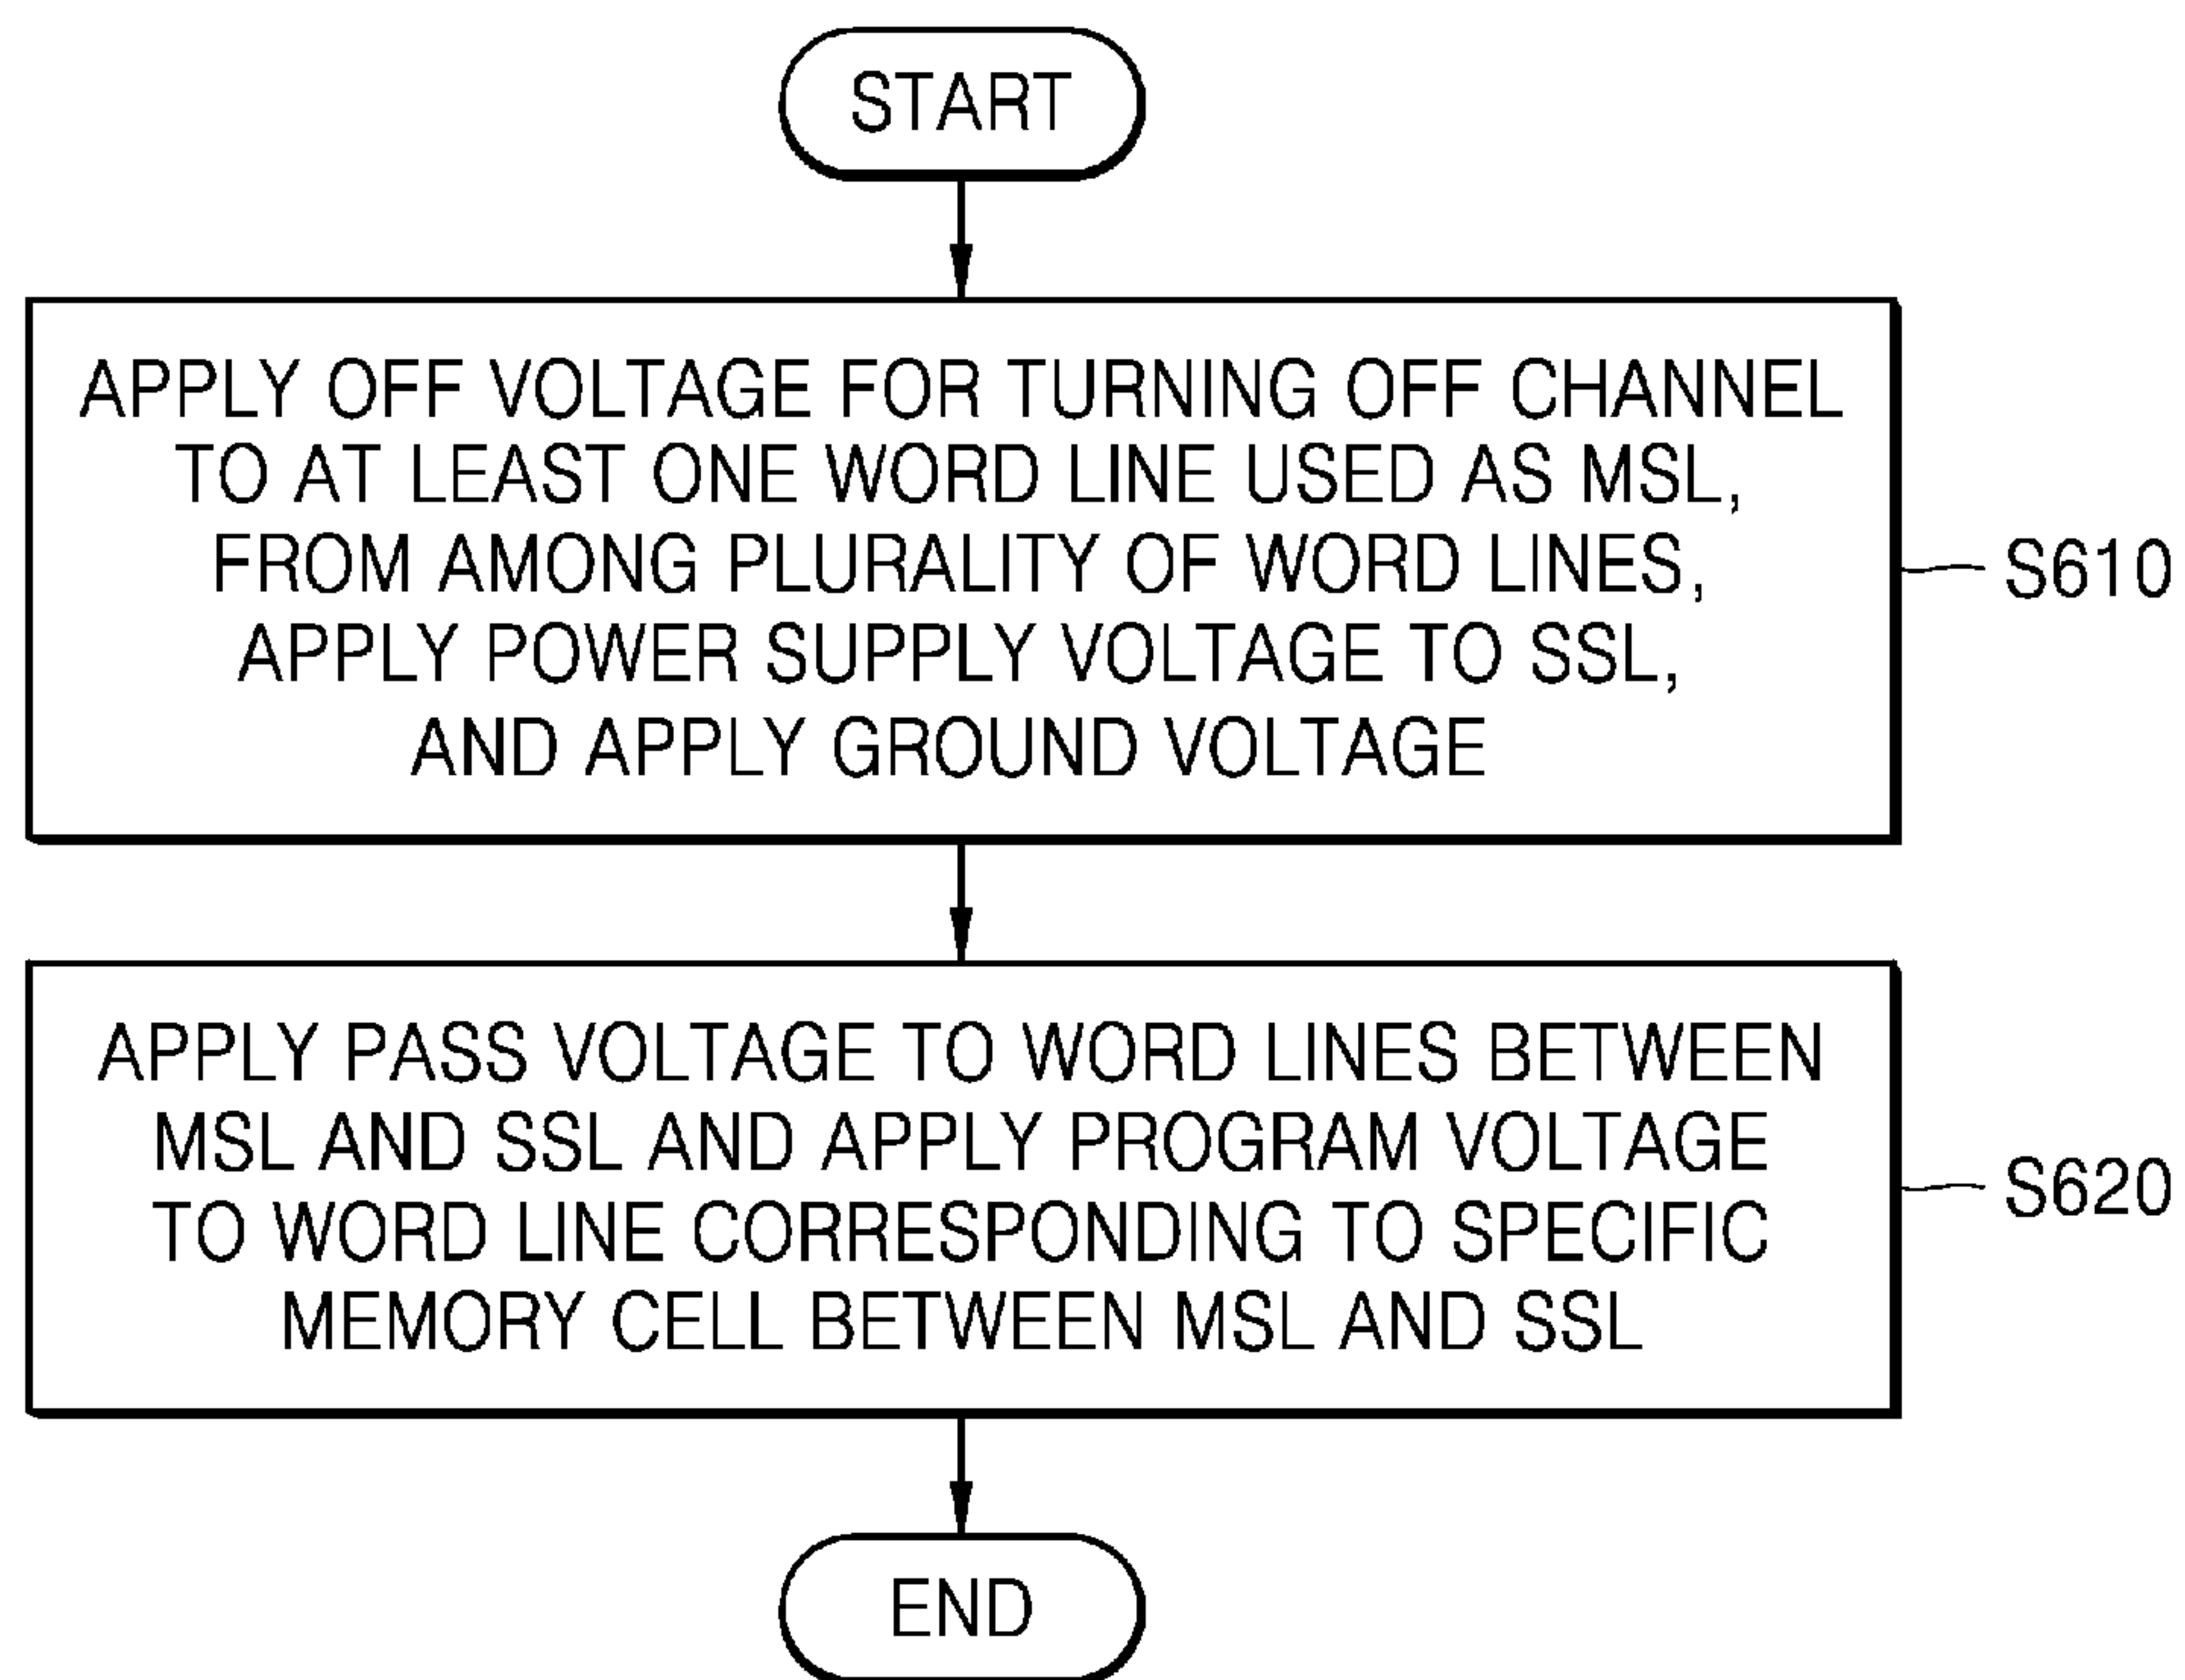 START
APPLY OFF VOLTAGE FOR TURNING OFF CHANNEL
TO AT LEAST ONE WORD LINE USED AS MSL,
FROM AMONG PLURALITY OF WORD LINES,
APPLY POWER SUPPLY VOLTAGE TO SSL,
AND APPLY GROUND VOLTAGE
S610
APPLY PASS VOLTAGE TO WORD LINES BETWEEN
MSL AND SSL AND APPLY PROGRAM VOLTAGE
TO WORD LINE CORRESPONDING TO SPECIFIC
MEMORY CELL BETWEEN MSL AND SSL
S620
END